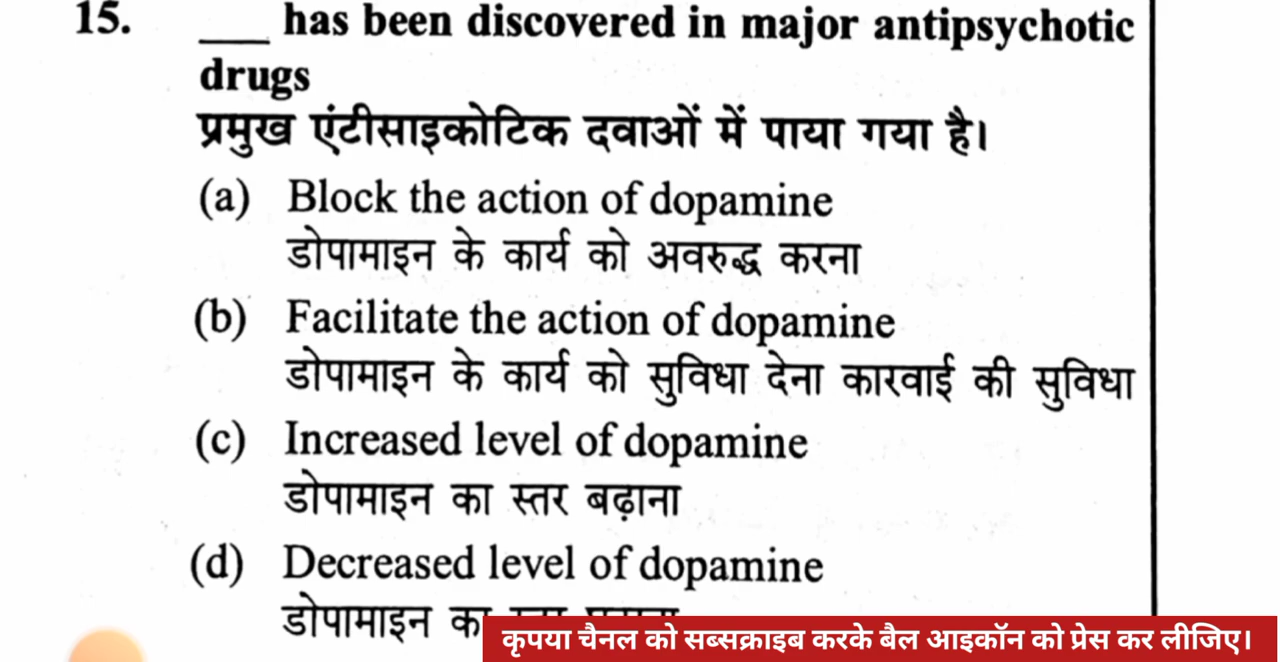 15. ___ has been discovered in major antipsychotic
drugs
प्रमुख एंटीसाइकोटिक दवाओं में पाया गया है।
(a) Block the action of dopamine
डोपामाइन के कार्य को अवरुद्ध करना
(b) Facilitate the action of dopamine
डोपामाइन के कार्य को सुविधा देना कारवाई की सुविधा
(c) Increased level of dopamine
डोपामाइन का स्तर बढ़ाना
(d) Decreased level of dopamine
डोपामाइन का
कृपया चैनल को सब्सक्राइब करके बैल आइकॉन को प्रेस कर लीजिए।